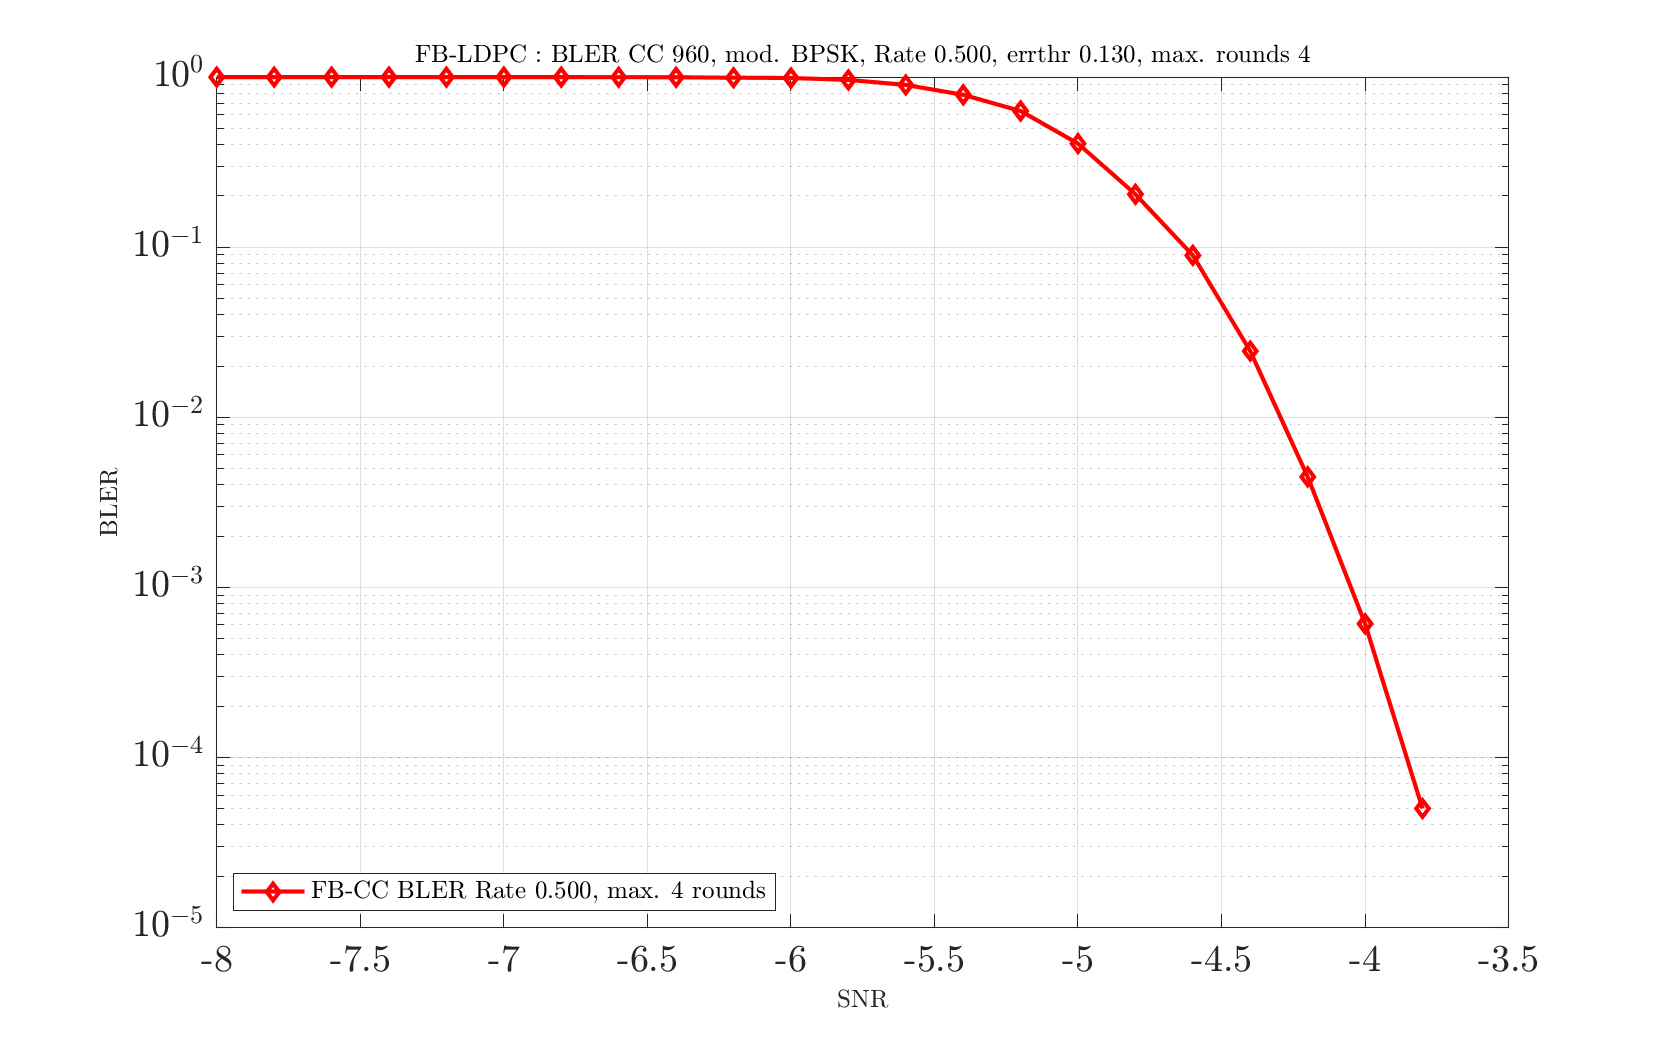 FB-LDPC : BLER CC 960, mod. BPSK, Rate 0.500, errthr 0.130, max. rounds 4
10^0
10^-1
10^-2
10^-3
10^-4
10^-5
BLER
FB-CC BLER Rate 0.500, max. 4 rounds
-8 -7.5 -7 -6.5 -6 -5.5 -5 -4.5 -4 -3.5
SNR